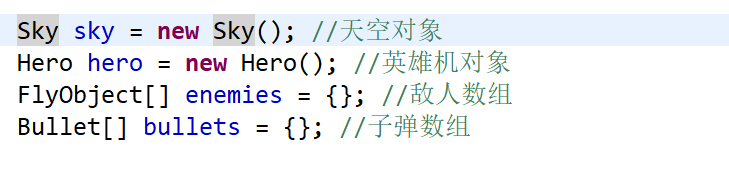 Sky sky = new Sky(); //天空对象
Hero hero = new Hero(); //英雄机对象
FlyObject[] enemies = {}; //敌人数组
Bullet[] bullets = {}; //子弹数组